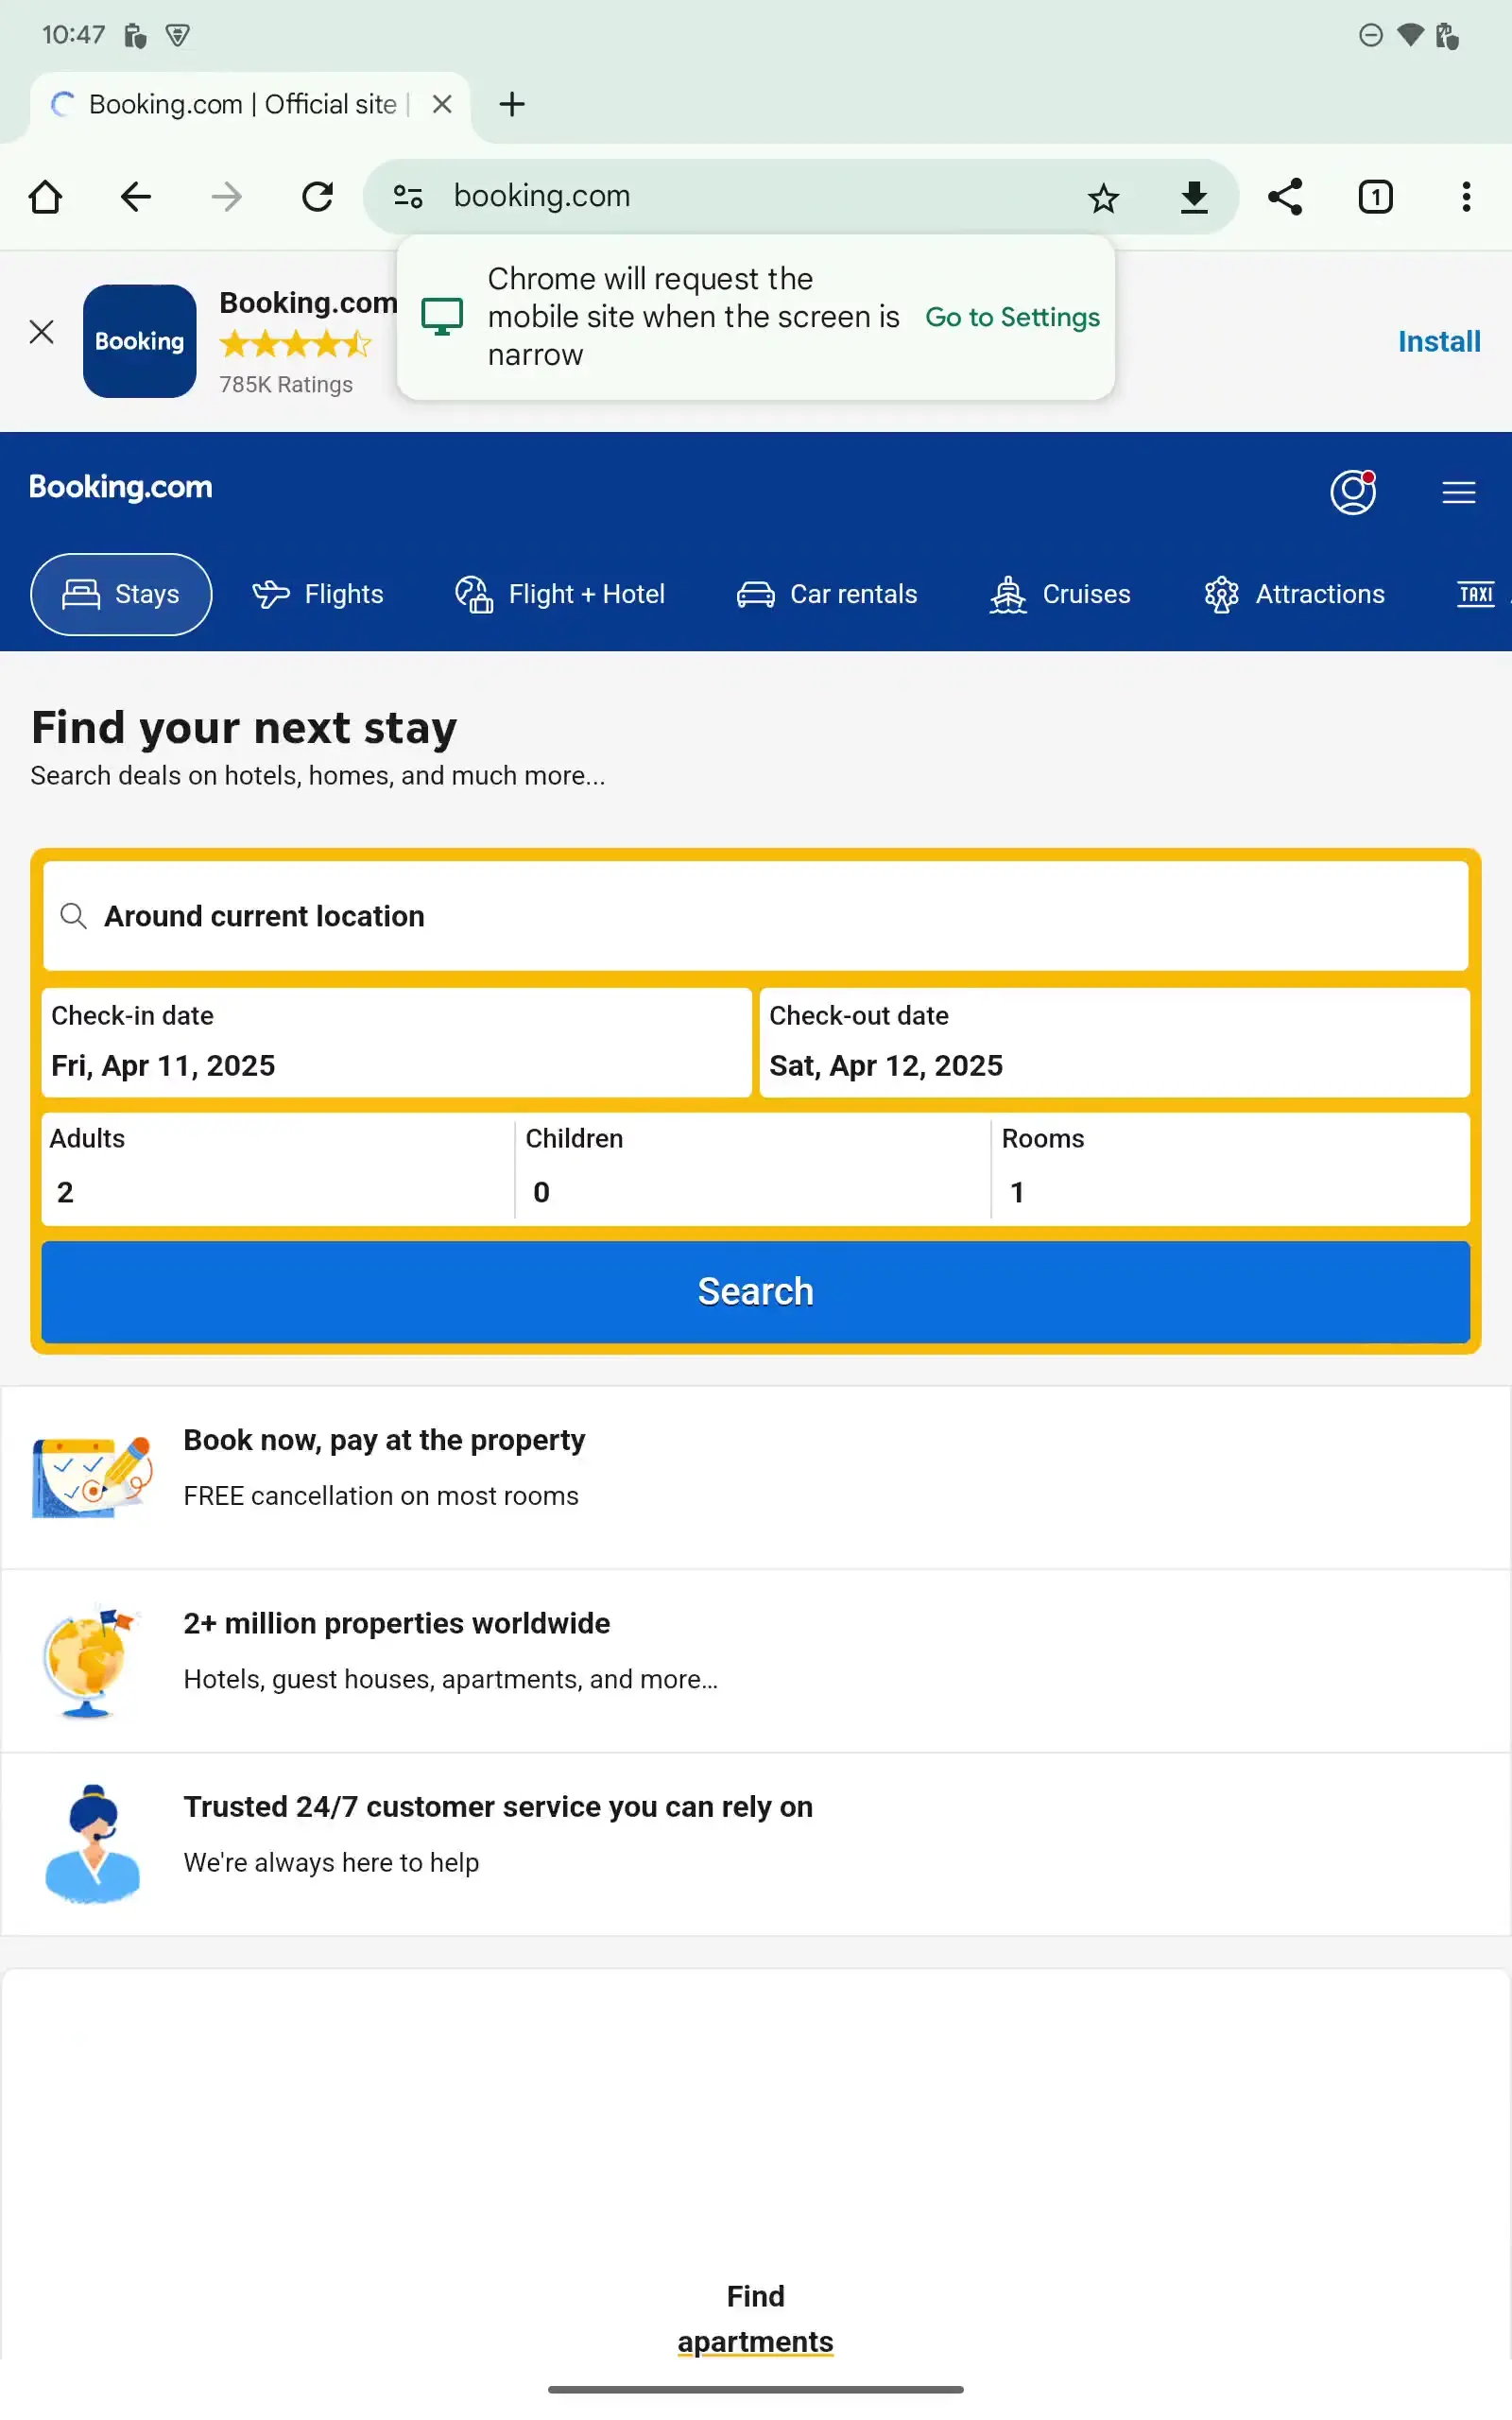 10:47
Booking.com | Official site |
1
booking.com
Chrome will request the
mobile site when the screen is
narrow
Go to Settings
Booking
Booking.com
785K Ratings
Install
Booking.com
Stays
Flights
Flight + Hotel
Car rentals
Cruises
Attractions
TAXI
Find your next stay
Search deals on hotels, homes, and much more...
Around current location
Check-in date
Fri, Apr 11, 2025
Check-out date
Sat, Apr 12, 2025
Adults
2
Children
0
Rooms
1
Search
Book now, pay at the property
FREE cancellation on most rooms
2+ million properties worldwide
Hotels, guest houses, apartments, and more…
Trusted 24/7 customer service you can rely on
We're always here to help
Find
apartments